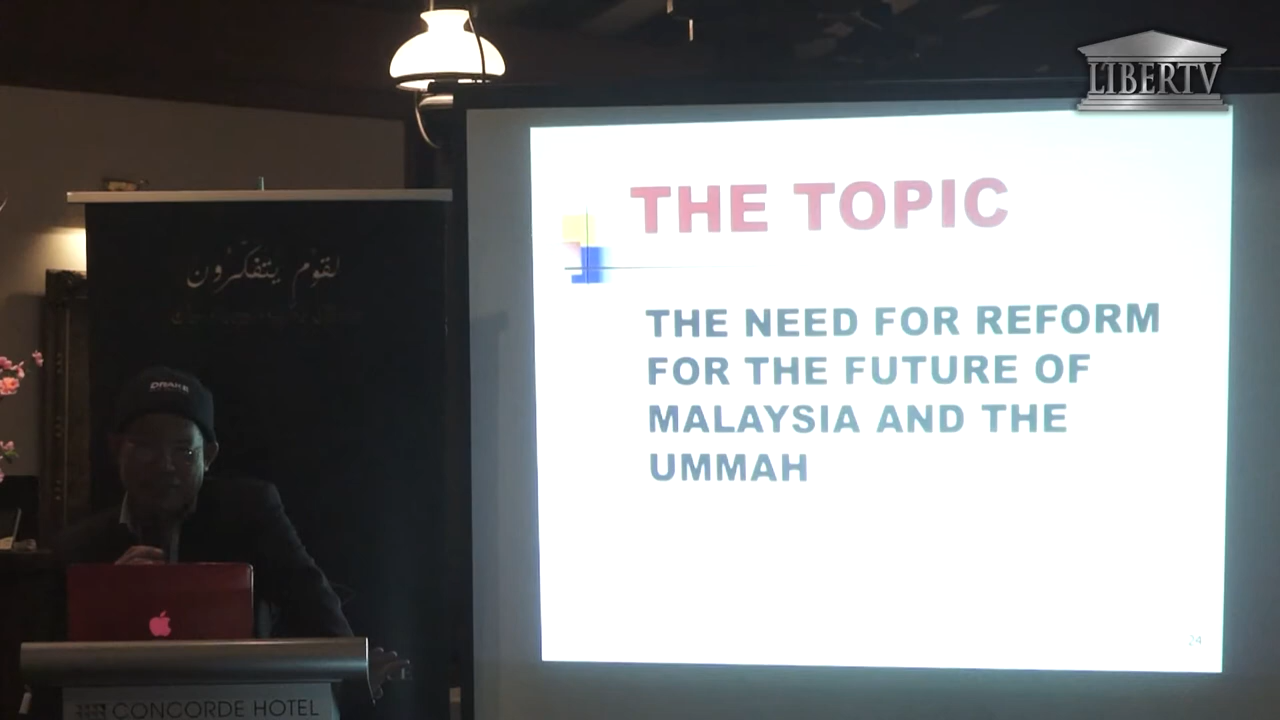 LIBERTV
لقوم يتفكرون
DRAKE
THE TOPIC
THE NEED FOR REFORM
FOR THE FUTURE OF
MALAYSIA AND THE
UMMAH
24
CONCORDE HOTEL